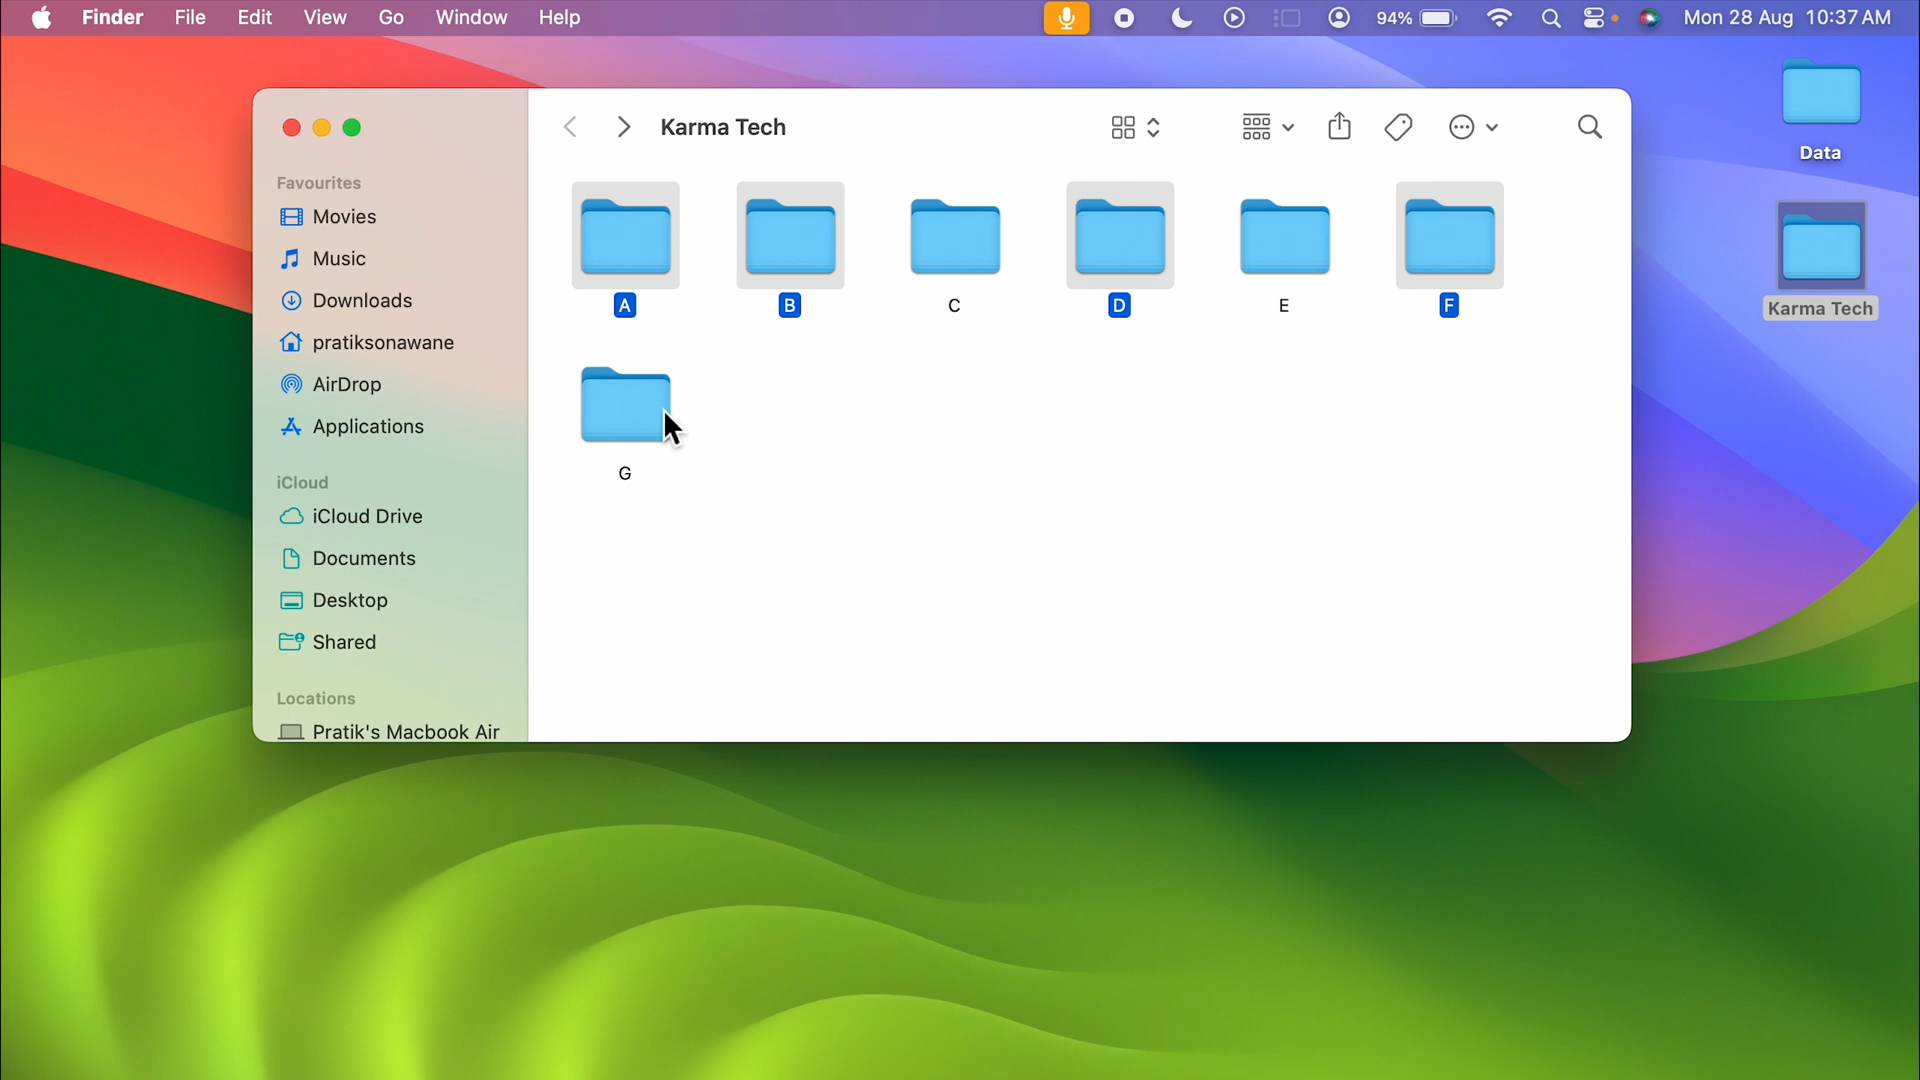 Finder File Edit View Go Window Help 94% Mon 28 Aug 10:37 AM
Karma Tech
Data
Karma Tech
Favourites
Movies
Music
Downloads
pratiksonawane
AirDrop
Applications
iCloud
iCloud Drive
Documents
Desktop
Shared
Locations
Pratik's Macbook Air
A B C D E F
G